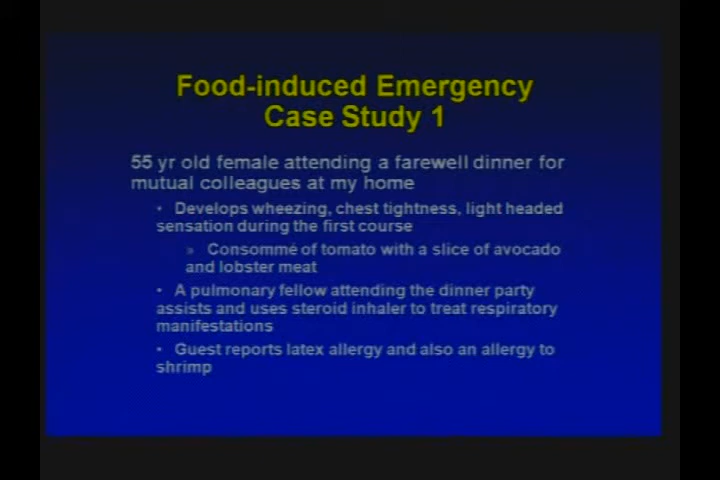 Food-induced Emergency
Case Study 1
55 yr old female attending a farewell dinner for
mutual colleagues at my home
• Develops wheezing, chest tightness, light headed
sensation during the first course
» Consommé of tomato with a slice of avocado
and lobster meat
• A pulmonary fellow attending the dinner party
assists and uses steroid inhaler to treat respiratory
manifestations
• Guest reports latex allergy and also an allergy to
shrimp